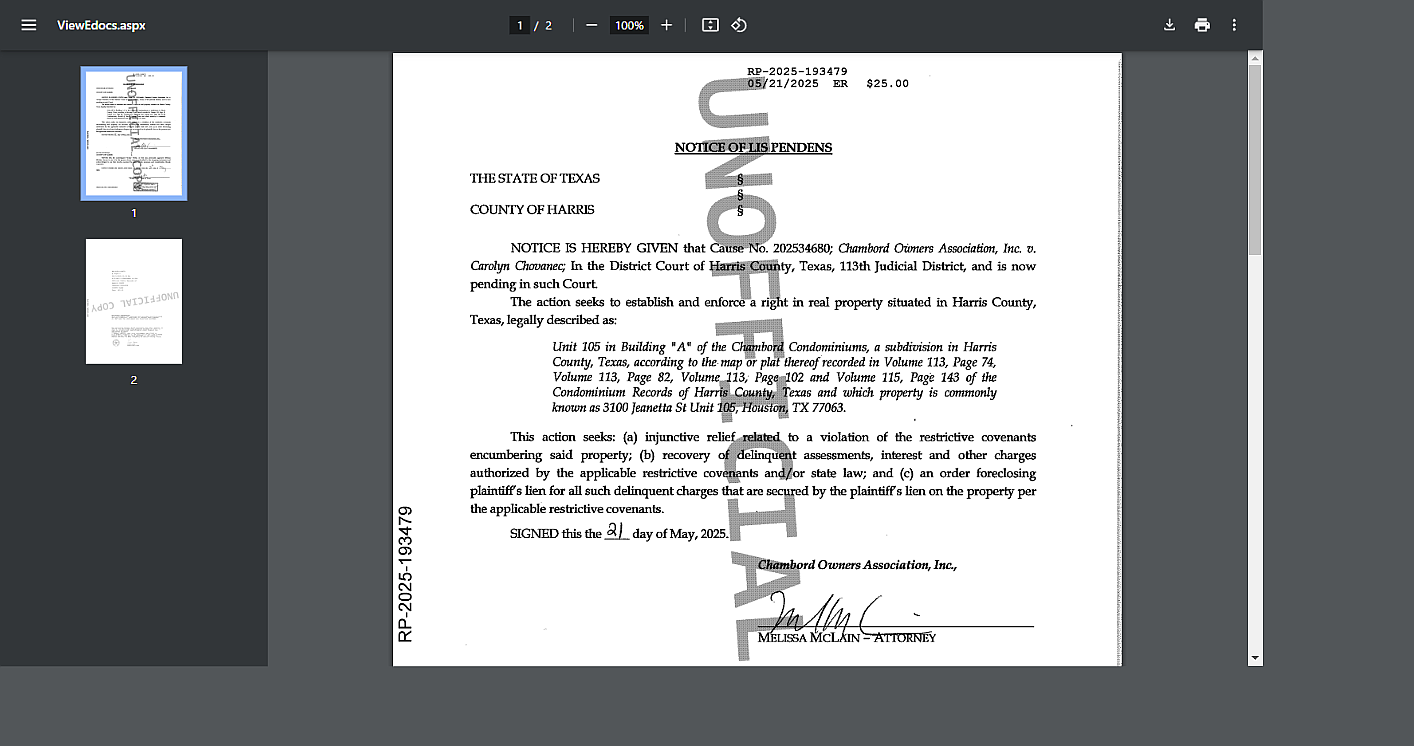 ViewEdocs.aspx
1 / 2
100%
1
2
RP-2025-193479
05/21/2025 ER $25.00
NOTICE OF LIS PENDENS
THE STATE OF TEXAS §
§
COUNTY OF HARRIS §
NOTICE IS HEREBY GIVEN that Cause No. 202534680; Chambord Owners Association, Inc. v.
Carolyn Chovanec; In the District Court of Harris County, Texas, 113th Judicial District, and is now
pending in such Court.
The action seeks to establish and enforce a right in real property situated in Harris County,
Texas, legally described as:
Unit 105 in Building "A" of the Chambord Condominiums, a subdivision in Harris
County, Texas, according to the map or plat thereof recorded in Volume 113, Page 74,
Volume 113, Page 82, Volume 113, Page 102 and Volume 115, Page 143 of the
Condominium Records of Harris County, Texas and which property is commonly
known as 3100 Jeanetta St Unit 105, Houston, TX 77063.
This action seeks: (a) injunctive relief related to a violation of the restrictive covenants
encumbering said property; (b) recovery of delinquent assessments, interest and other charges
authorized by the applicable restrictive covenants and/or state law; and (c) an order foreclosing
plaintiff's lien for all such delinquent charges that are secured by the plaintiff's lien on the property per
the applicable restrictive covenants.
SIGNED this the 21 day of May, 2025.
Chambord Owners Association, Inc.,
MELISSA MCLAIN – ATTORNEY
RP-2025-193479
UNOFFICIAL
UNOFFICIAL COPY